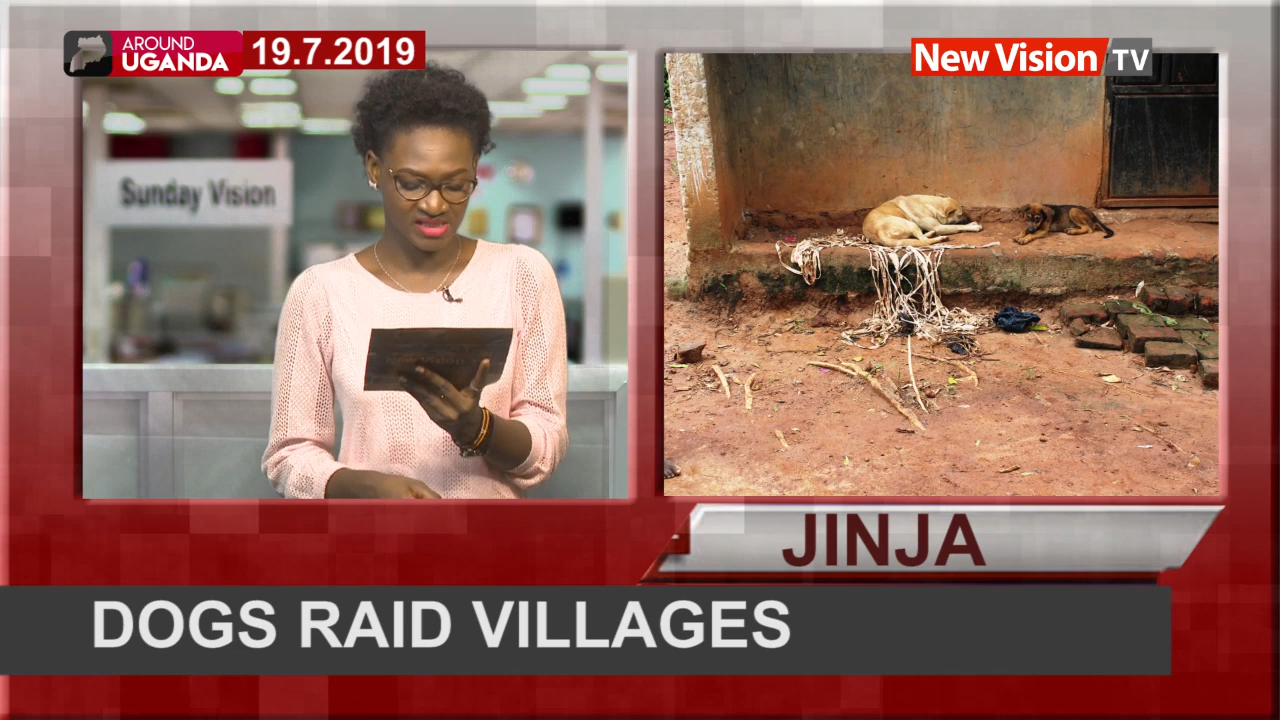 AROUND
UGANDA
19.7.2019
New Vision TV
Sunday Vision
JINJA
DOGS RAID VILLAGES